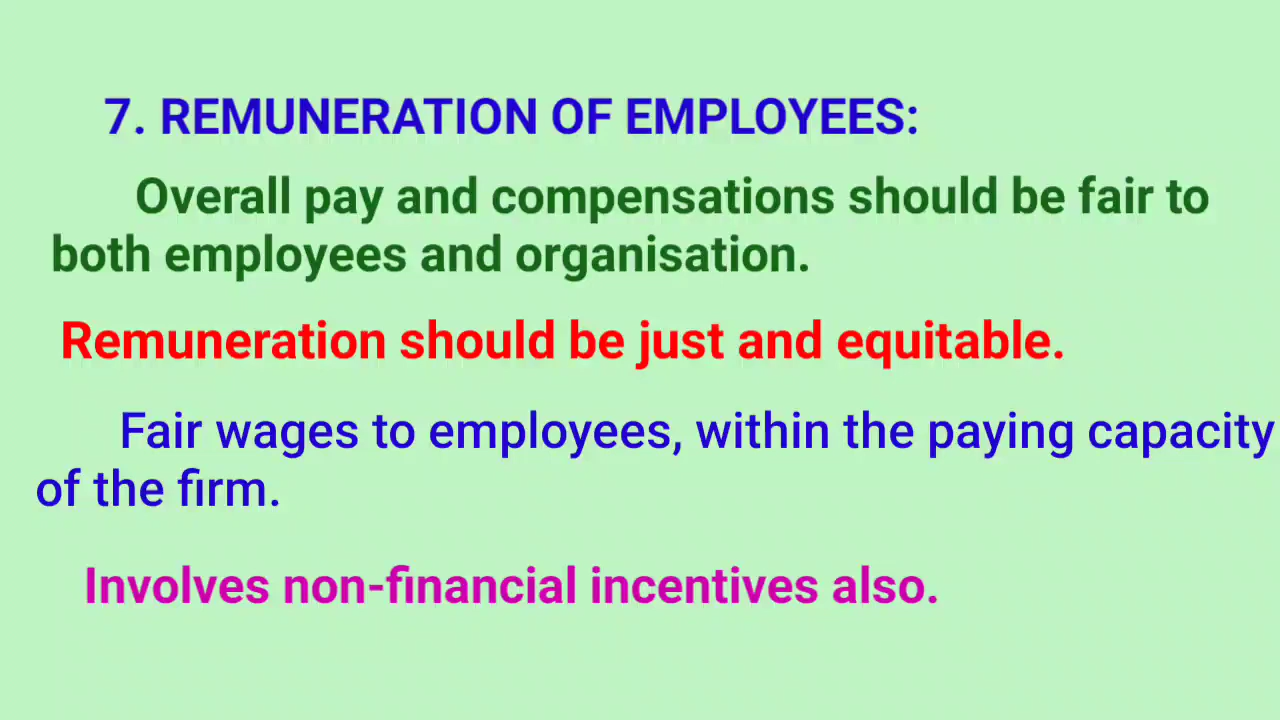 7. REMUNERATION OF EMPLOYEES:
Overall pay and compensations should be fair to
both employees and organisation.
Remuneration should be just and equitable.
Fair wages to employees, within the paying capacity
of the firm.
Involves non-financial incentives also.